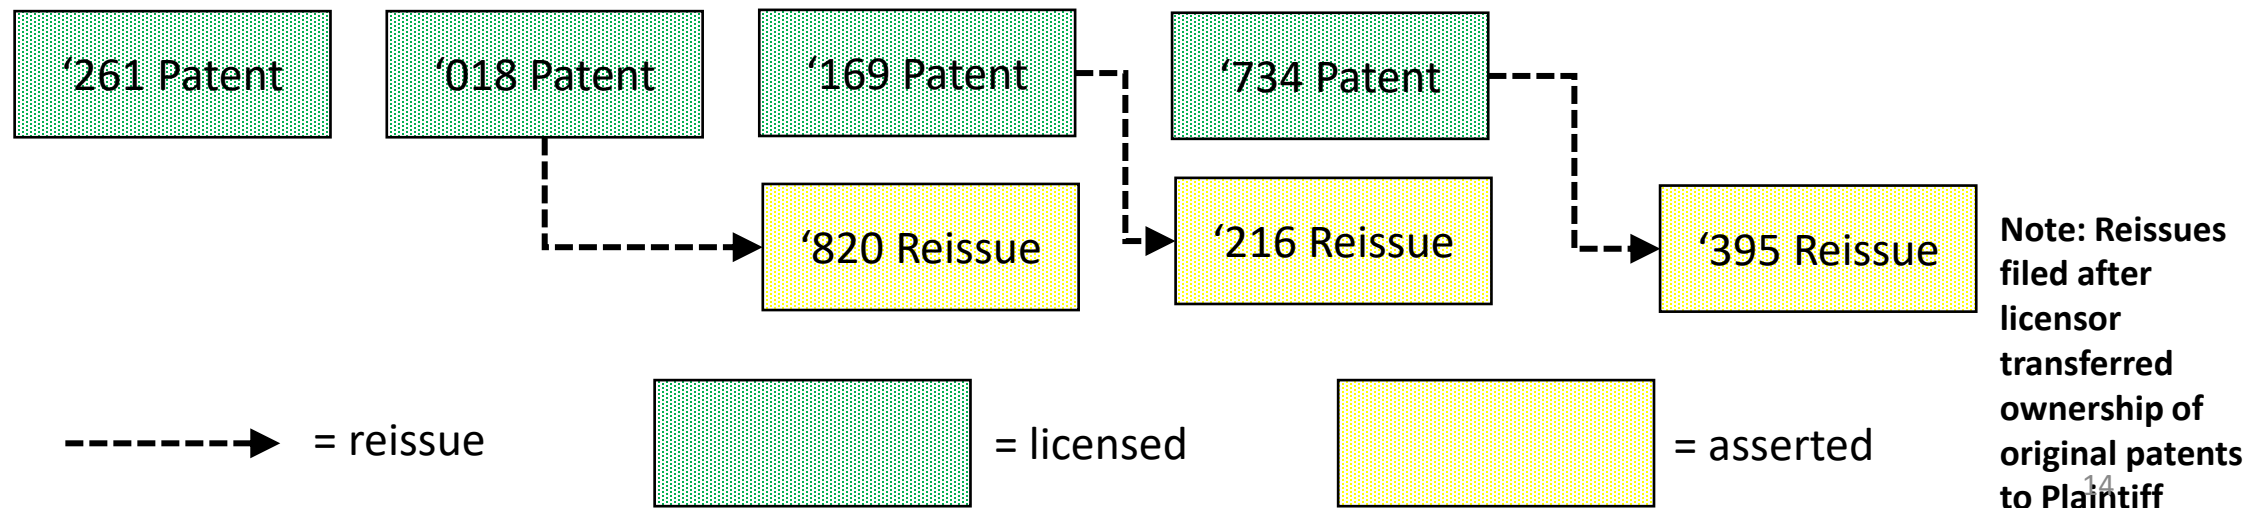 ‘261 Patent
‘018 Patent
‘169 Patent
‘734 Patent
‘820 Reissue
‘216 Reissue
‘395 Reissue
Note: Reissues
filed after
licensor
transferred
ownership of
original patents
to Plaintiff
= reissue
= licensed
= asserted
14